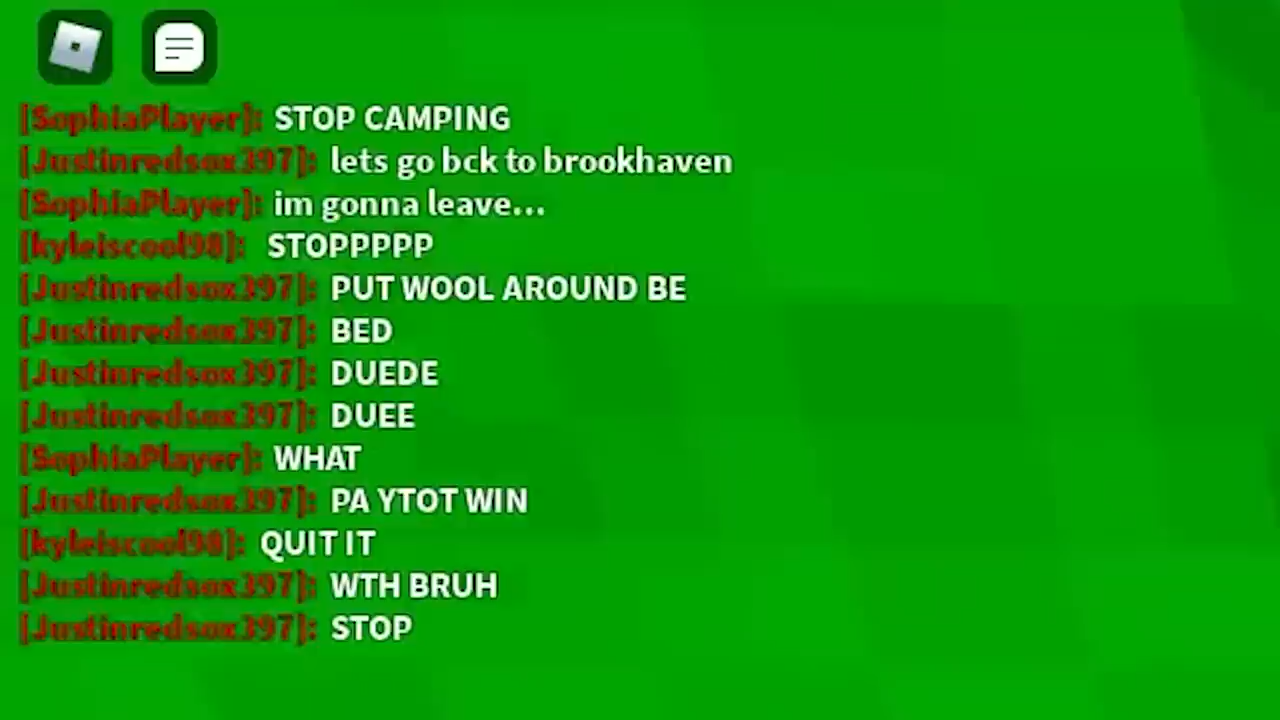 [SophiaPlayer]: STOP CAMPING
[Justinredsox397]: lets go bck to brookhaven
[SophiaPlayer]: im gonna leave...
[kyleiscool98]: STOPPPPP
[Justinredsox397]: PUT WOOL AROUND BE
[Justinredsox397]: BED
[Justinredsox397]: DUEDE
[Justinredsox397]: DUEE
[SophiaPlayer]: WHAT
[Justinredsox397]: PA YTOT WIN
[kyleiscool98]: QUIT IT
[Justinredsox397]: WTH BRUH
[Justinredsox397]: STOP